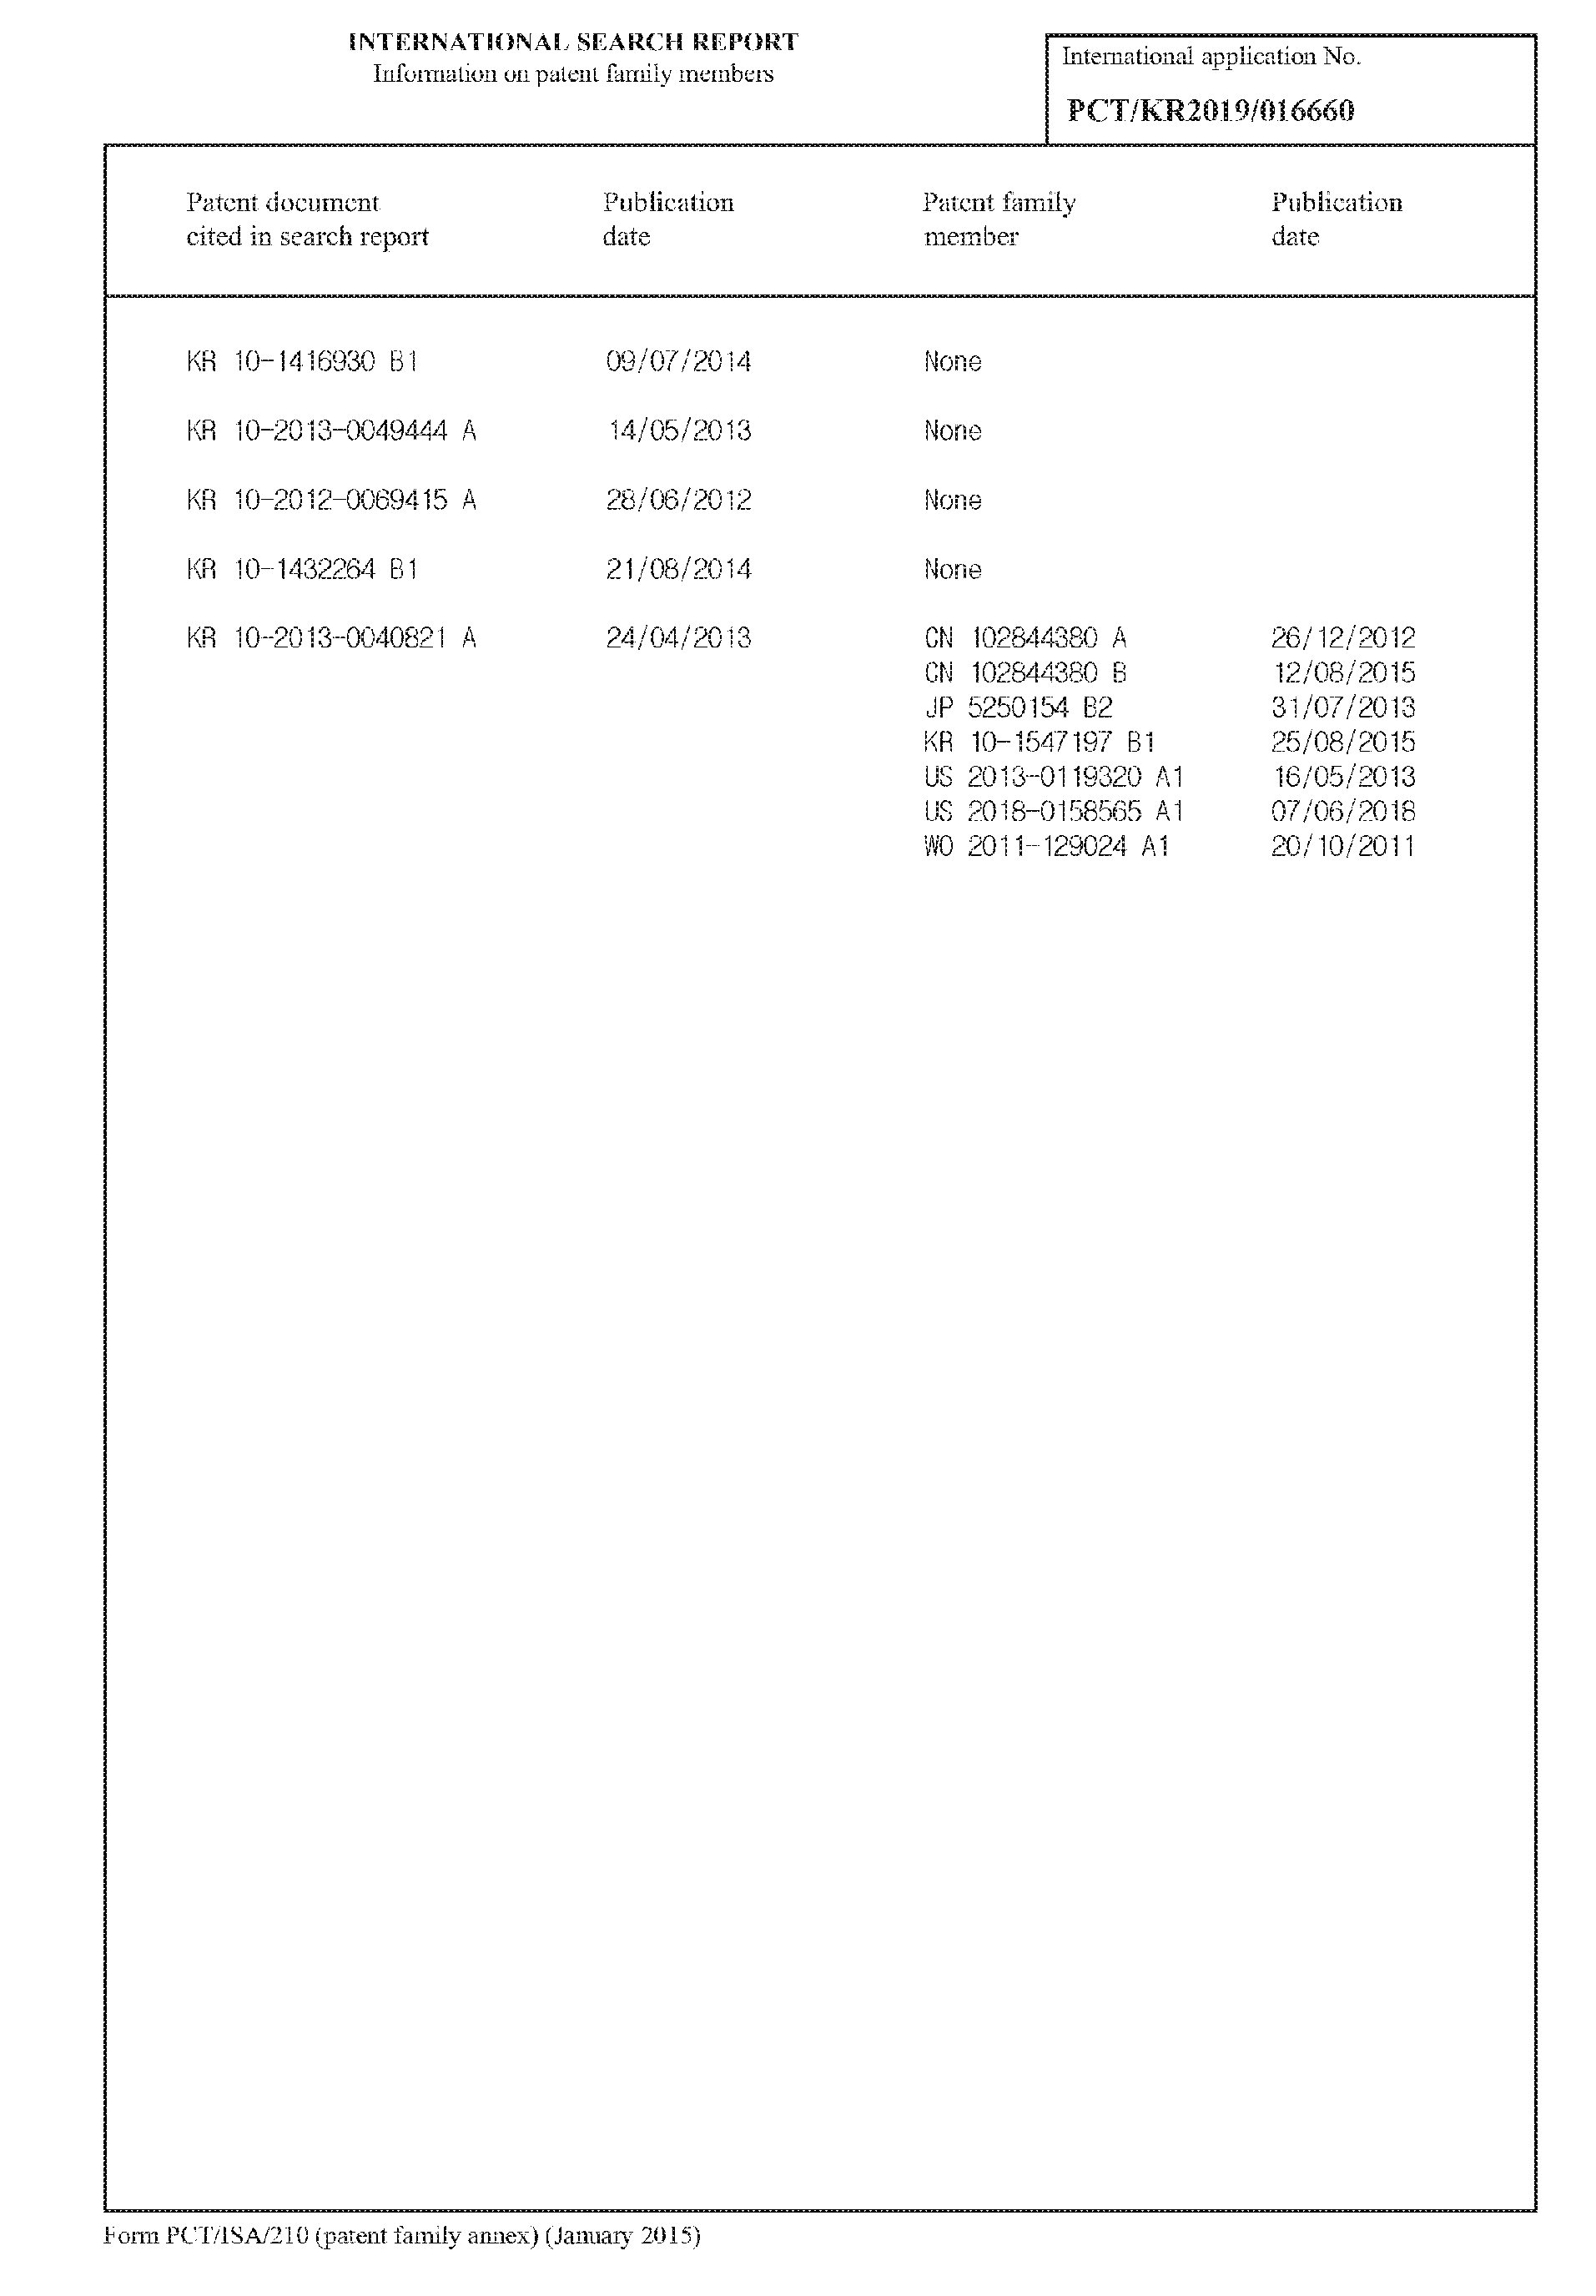 INTERNATIONAL SEARCH REPORT
Information on patent family members
International application No.
PCT/KR2019/016660
Patent document cited in search report
Publication date
Patent family member
Publication date
KR 10-1416930 B1 09/07/2014 None
KR 10-2013-0049444 A 14/05/2013 None
KR 10-2012-0069415 A 28/06/2012 None
KR 10-1432264 B1 21/08/2014 None
KR 10-2013-0040821 A 24/04/2013 CN 102844380 A 26/12/2012
CN 102844380 B 12/08/2015
JP 5250154 B2 31/07/2013
KR 10-1547197 B1 25/08/2015
US 2013-0119320 A1 16/05/2013
US 2018-0158565 A1 07/06/2018
WO 2011-129024 A1 20/10/2011
Form PCT/ISA/210 (patent family annex) (January 2015)